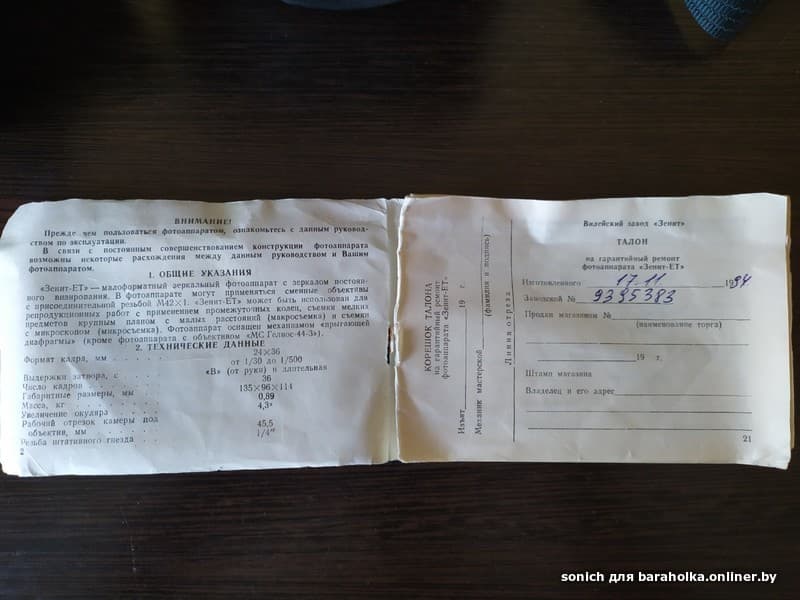 ВНИМАНИЕ!
Прежде чем пользоваться фотоаппаратом, ознакомьтесь с данным руковод-
ством по эксплуатации.
В связи с постоянным совершенствованием конструкции фотоаппарата
возможны некоторые расхождения между данным руководством и Вашим
фотоаппаратом.
1. ОБЩИЕ УКАЗАНИЯ
«Зенит-ЕТ» — малоформатный зеркальный фотоаппарат с зеркалом постоян-
ного визирования. В фотоаппарате могут применяться сменные объективы
с присоединительной резьбой М42×1. «Зенит-ЕТ» может быть использован для
репродукционных работ с применением промежуточных колец, съемки мелких
предметов крупным планом с малых расстояний (макросъемка) и съемки
с микроскопом (микросъемка). Фотоаппарат оснащен механизмом «прыгающей
диафрагмы» (кроме фотоаппарата с объективом «МС Гелиос-44-3»).
2. ТЕХНИЧЕСКИЕ ДАННЫЕ
Формат кадра, мм . . . . 24×36
Выдержки затвора, с . . . . от 1/30 до 1/500
«В» (от руки) и длительная
Число кадров . . . . 36
Габаритные размеры, мм 135×96×114
Масса, кг . . . . 0,89
Увеличение окуляра . . . . 4,3×
Рабочий отрезок камеры под
объектив, мм . . . . 45,5
Резьба штативного гнезда . . 1/4″
2
КОРЕШОК ТАЛОНА
на гарантийный ремонт
фотоаппарата «Зенит-ЕТ»
Изъят 19 г.
Механик мастерской
(фамилия и подпись)
Линия отреза
Вилейский завод «Зенит»
ТАЛОН
на гарантийный ремонт
фотоаппарата «Зенит-ЕТ»
Изготовленного 17.11 1994
Заводской № 9395383
Продан магазином №
(наименование торга)
19 г.
Штамп магазина
Владелец и его адрес
21
sonich для baraholka.onliner.by